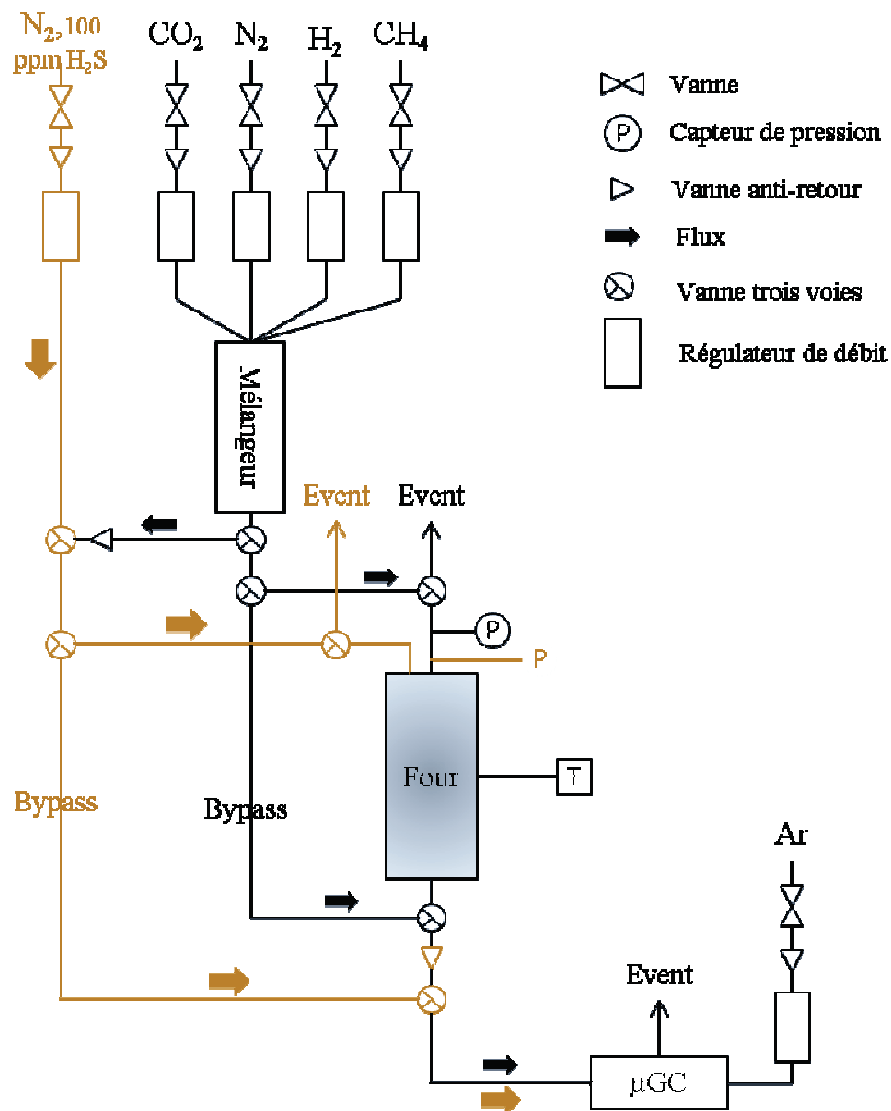 N₂,100
ppm H₂S
CO₂
N₂
H₂
CH₄
Vanne
P
Capteur de pression
Vanne anti-retour
Flux
Vanne trois voies
Régulateur de débit
Mélangeur
Event
Event
P
P
Four
T
Bypass
Bypass
Ar
Event
µGC